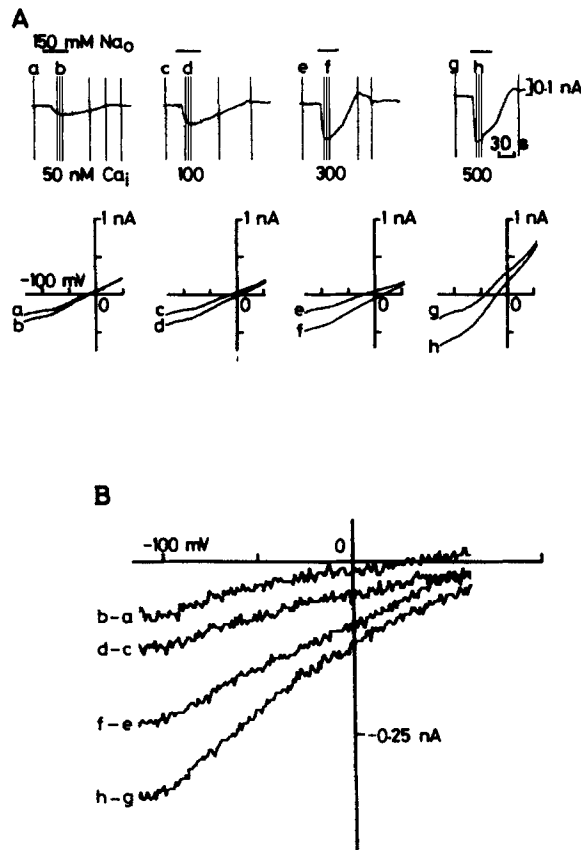 A
150 mM Nao
a b c d e f g h
0.1 nA
30 s
50 nM Cai 100 300 500
1 nA 1 nA 1 nA 1 nA
-100 mV
a 0 c 0 e 0 g 0
b d f h
B
-100 mV 0
b-a
d-c
f-e
-0.25 nA
h-g